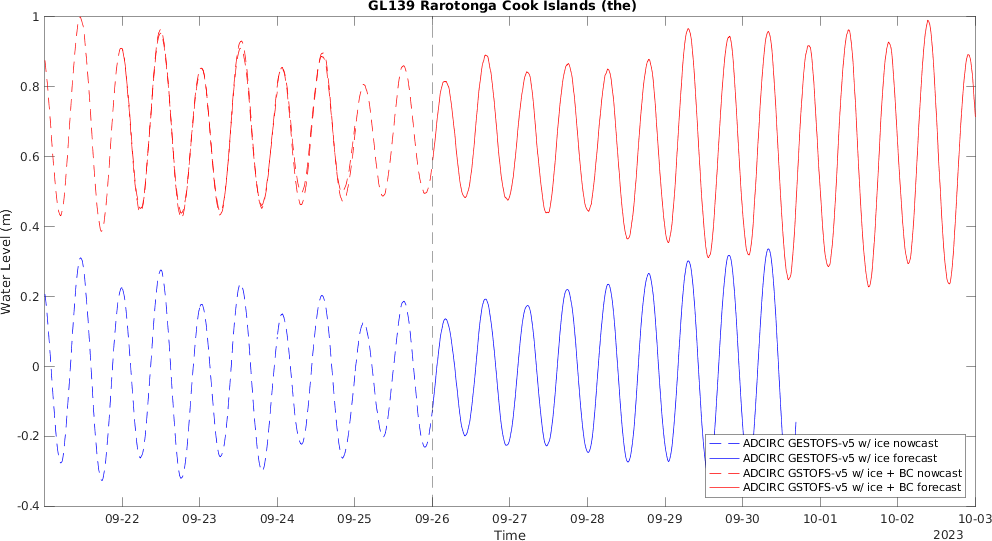 GL139 Rarotonga Cook Islands (the)
1
0.8
0.6
0.4
0.2
0
-0.2
-0.4
Water Level (m)
ADCIRC GESTOFS-v5 w/ ice nowcast
ADCIRC GESTOFS-v5 w/ ice forecast
ADCIRC GSTOFS-v5 w/ ice + BC nowcast
ADCIRC GSTOFS-v5 w/ ice + BC forecast
09-22 09-23 09-24 09-25 09-26 09-27 09-28 09-29 09-30 10-01 10-02 10-03
Time
2023